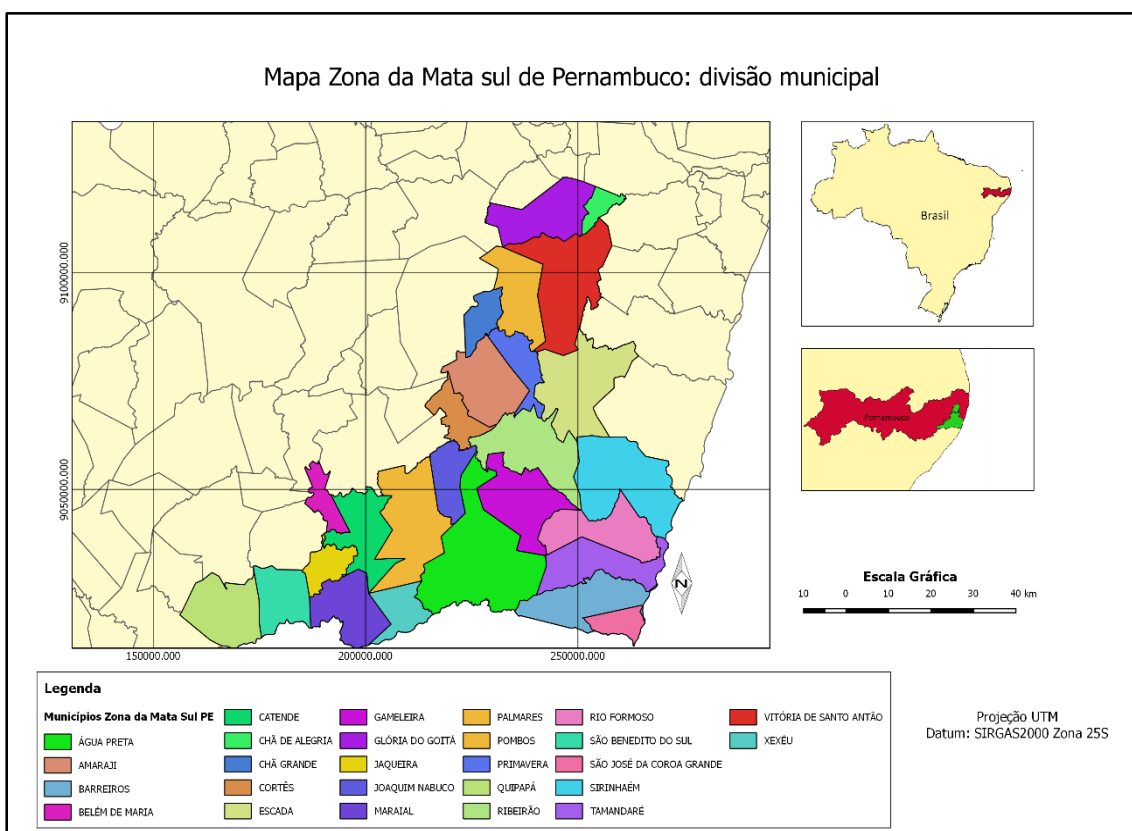 Mapa Zona da Mata sul de Pernambuco: divisão municipal
9100000.000
9050000.000
150000.000
200000.000
250000.000
Brasil
Pernambuco
N
Escala Gráfica
10 0 10 20 30 40 km
Legenda
Municípios Zona da Mata Sul PE
ÁGUA PRETA
AMARAJI
BARREIROS
BELÉM DE MARIA
CATENDE
CHÃ DE ALEGRIA
CHÃ GRANDE
CORTÊS
ESCADA
GAMELEIRA
GLÓRIA DO GOITÁ
JAQUEIRA
JOAQUIM NABUCO
MARAIAL
PALMARES
POMBOS
PRIMAVERA
QUIPAPÁ
RIBEIRÃO
RIO FORMOSO
SÃO BENEDITO DO SUL
SÃO JOSÉ DA COROA GRANDE
SIRINHAÉM
TAMANDARÉ
VITÓRIA DE SANTO ANTÃO
XEXÉU
Projeção UTM
Datum: SIRGAS2000 Zona 25S